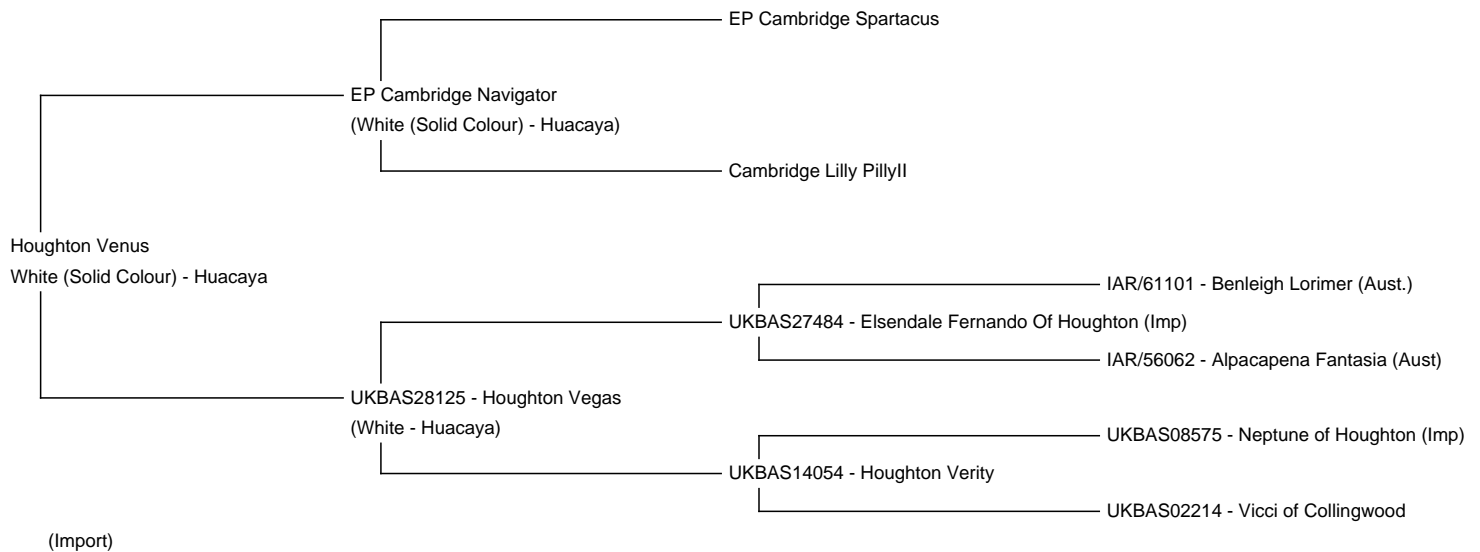 EP Cambridge Spartacus
EP Cambridge Navigator
(White (Solid Colour) - Huacaya)
Cambridge Lilly PillyII
Houghton Venus
White (Solid Colour) - Huacaya
IAR/61101 - Benleigh Lorimer (Aust.)
UKBAS27484 - Elsendale Fernando Of Houghton (Imp)
IAR/56062 - Alpacapena Fantasia (Aust)
UKBAS28125 - Houghton Vegas
(White - Huacaya)
UKBAS08575 - Neptune of Houghton (Imp)
UKBAS14054 - Houghton Verity
UKBAS02214 - Vicci of Collingwood
(Import)